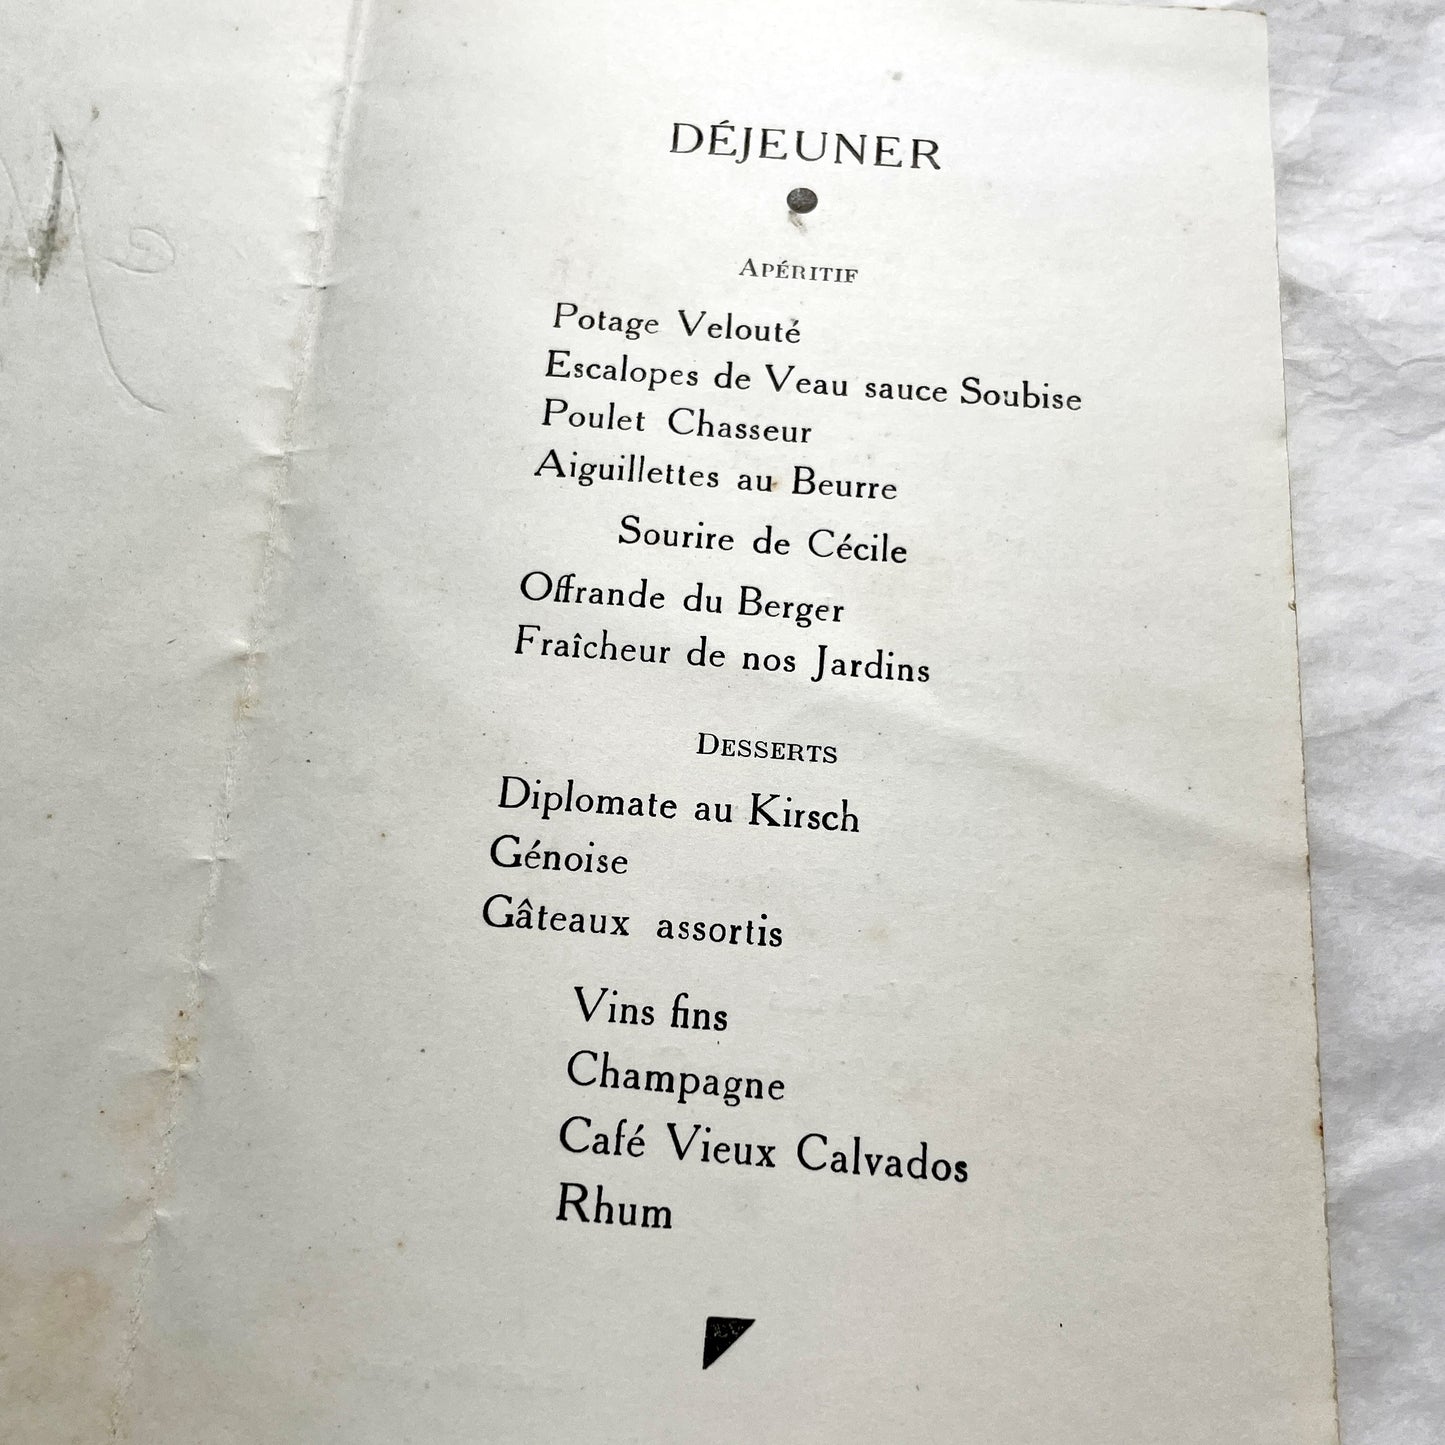 DÉJEUNER
APÉRITIF
Potage Velouté
Escalopes de Veau sauce Soubise
Poulet Chasseur
Aiguillettes au Beurre
Sourire de Cécile
Offrande du Berger
Fraîcheur de nos Jardins
DESSERTS
Diplomate au Kirsch
Génoise
Gâteaux assortis
Vins fins
Champagne
Café Vieux Calvados
Rhum